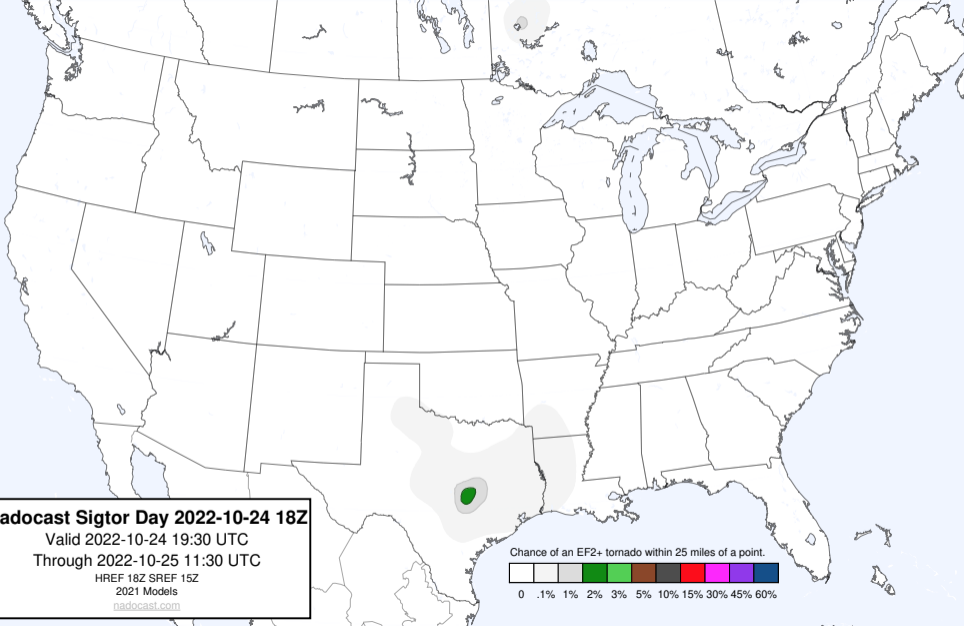 adocast Sigtor Day 2022-10-24 18Z
Valid 2022-10-24 19:30 UTC
Through 2022-10-25 11:30 UTC
HREF 18Z SREF 15Z
2021 Models
nadocast.com
Chance of an EF2+ tornado within 25 miles of a point.
0 .1% 1% 2% 3% 5% 10% 15% 30% 45% 60%